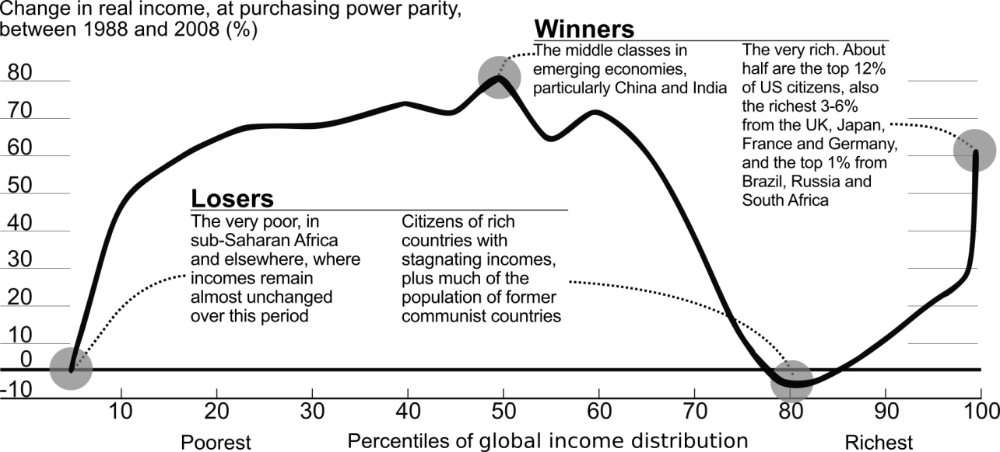 Change in real income, at purchasing power parity,
between 1988 and 2008 (%)
Winners
The middle classes in
emerging economies,
particularly China and India
The very rich. About
half are the top 12%
of US citizens, also
the richest 3-6%
from the UK, Japan,
France and Germany,
and the top 1% from
Brazil, Russia and
South Africa
Losers
The very poor, in
sub-Saharan Africa
and elsewhere, where
incomes remain
almost unchanged
over this period
Citizens of rich
countries with
stagnating incomes,
plus much of the
population of former
communist countries
80
70
60
50
40
30
20
10
0
-10
10 20 30 40 50 60 70 80 90 100
Poorest Percentiles of global income distribution Richest